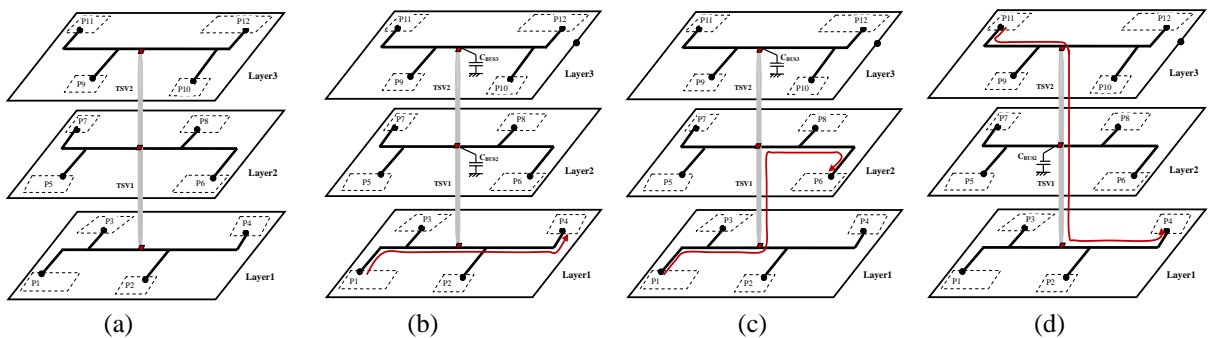 P11
P12
P9
P10
Layer3
TSV2
P7
P8
P5
P6
Layer2
TSV1
P3
P4
P1
P2
Layer1
(a)
P11
P12
CBUS3
P9
P10
Layer3
TSV2
P7
P8
CBUS2
P5
P6
Layer2
TSV1
P3
P4
P1
P2
Layer1
(b)
P11
P12
CBUS3
P9
P10
Layer3
TSV2
P7
P8
P5
P6
Layer2
TSV1
P3
P4
P1
P2
Layer1
(c)
P11
P12
P9
P10
Layer3
TSV2
P7
P8
CBUS2
P5
P6
Layer2
TSV1
P3
P4
P1
P2
Layer1
(d)